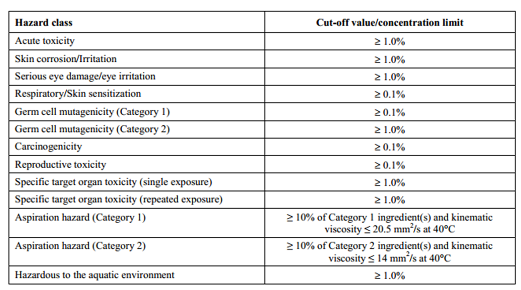 Hazard class Cut-off value/concentration limit
Acute toxicity ≥ 1.0%
Skin corrosion/Irritation ≥ 1.0%
Serious eye damage/eye irritation ≥ 1.0%
Respiratory/Skin sensitization ≥ 0.1%
Germ cell mutagenicity (Category 1) ≥ 0.1%
Germ cell mutagenicity (Category 2) ≥ 1.0%
Carcinogenicity ≥ 0.1%
Reproductive toxicity ≥ 0.1%
Specific target organ toxicity (single exposure) ≥ 1.0%
Specific target organ toxicity (repeated exposure) ≥ 1.0%
Aspiration hazard (Category 1) ≥ 10% of Category 1 ingredient(s) and kinematic
viscosity ≤ 20.5 mm²/s at 40°C
Aspiration hazard (Category 2) ≥ 10% of Category 2 ingredient(s) and kinematic
viscosity ≤ 14 mm²/s at 40°C
Hazardous to the aquatic environment ≥ 1.0%